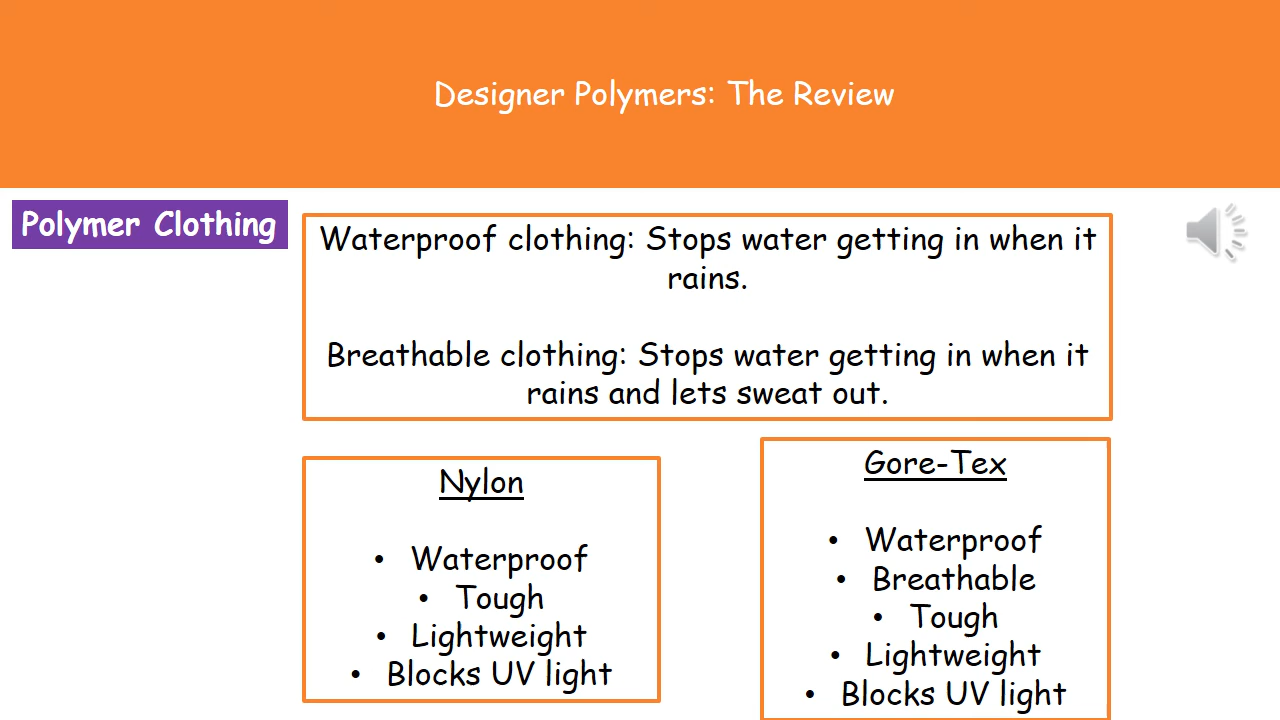 Designer Polymers: The Review
Polymer Clothing
Waterproof clothing: Stops water getting in when it
rains.
Breathable clothing: Stops water getting in when it
rains and lets sweat out.
Nylon
• Waterproof
• Tough
• Lightweight
• Blocks UV light
Gore-Tex
• Waterproof
• Breathable
• Tough
• Lightweight
• Blocks UV light